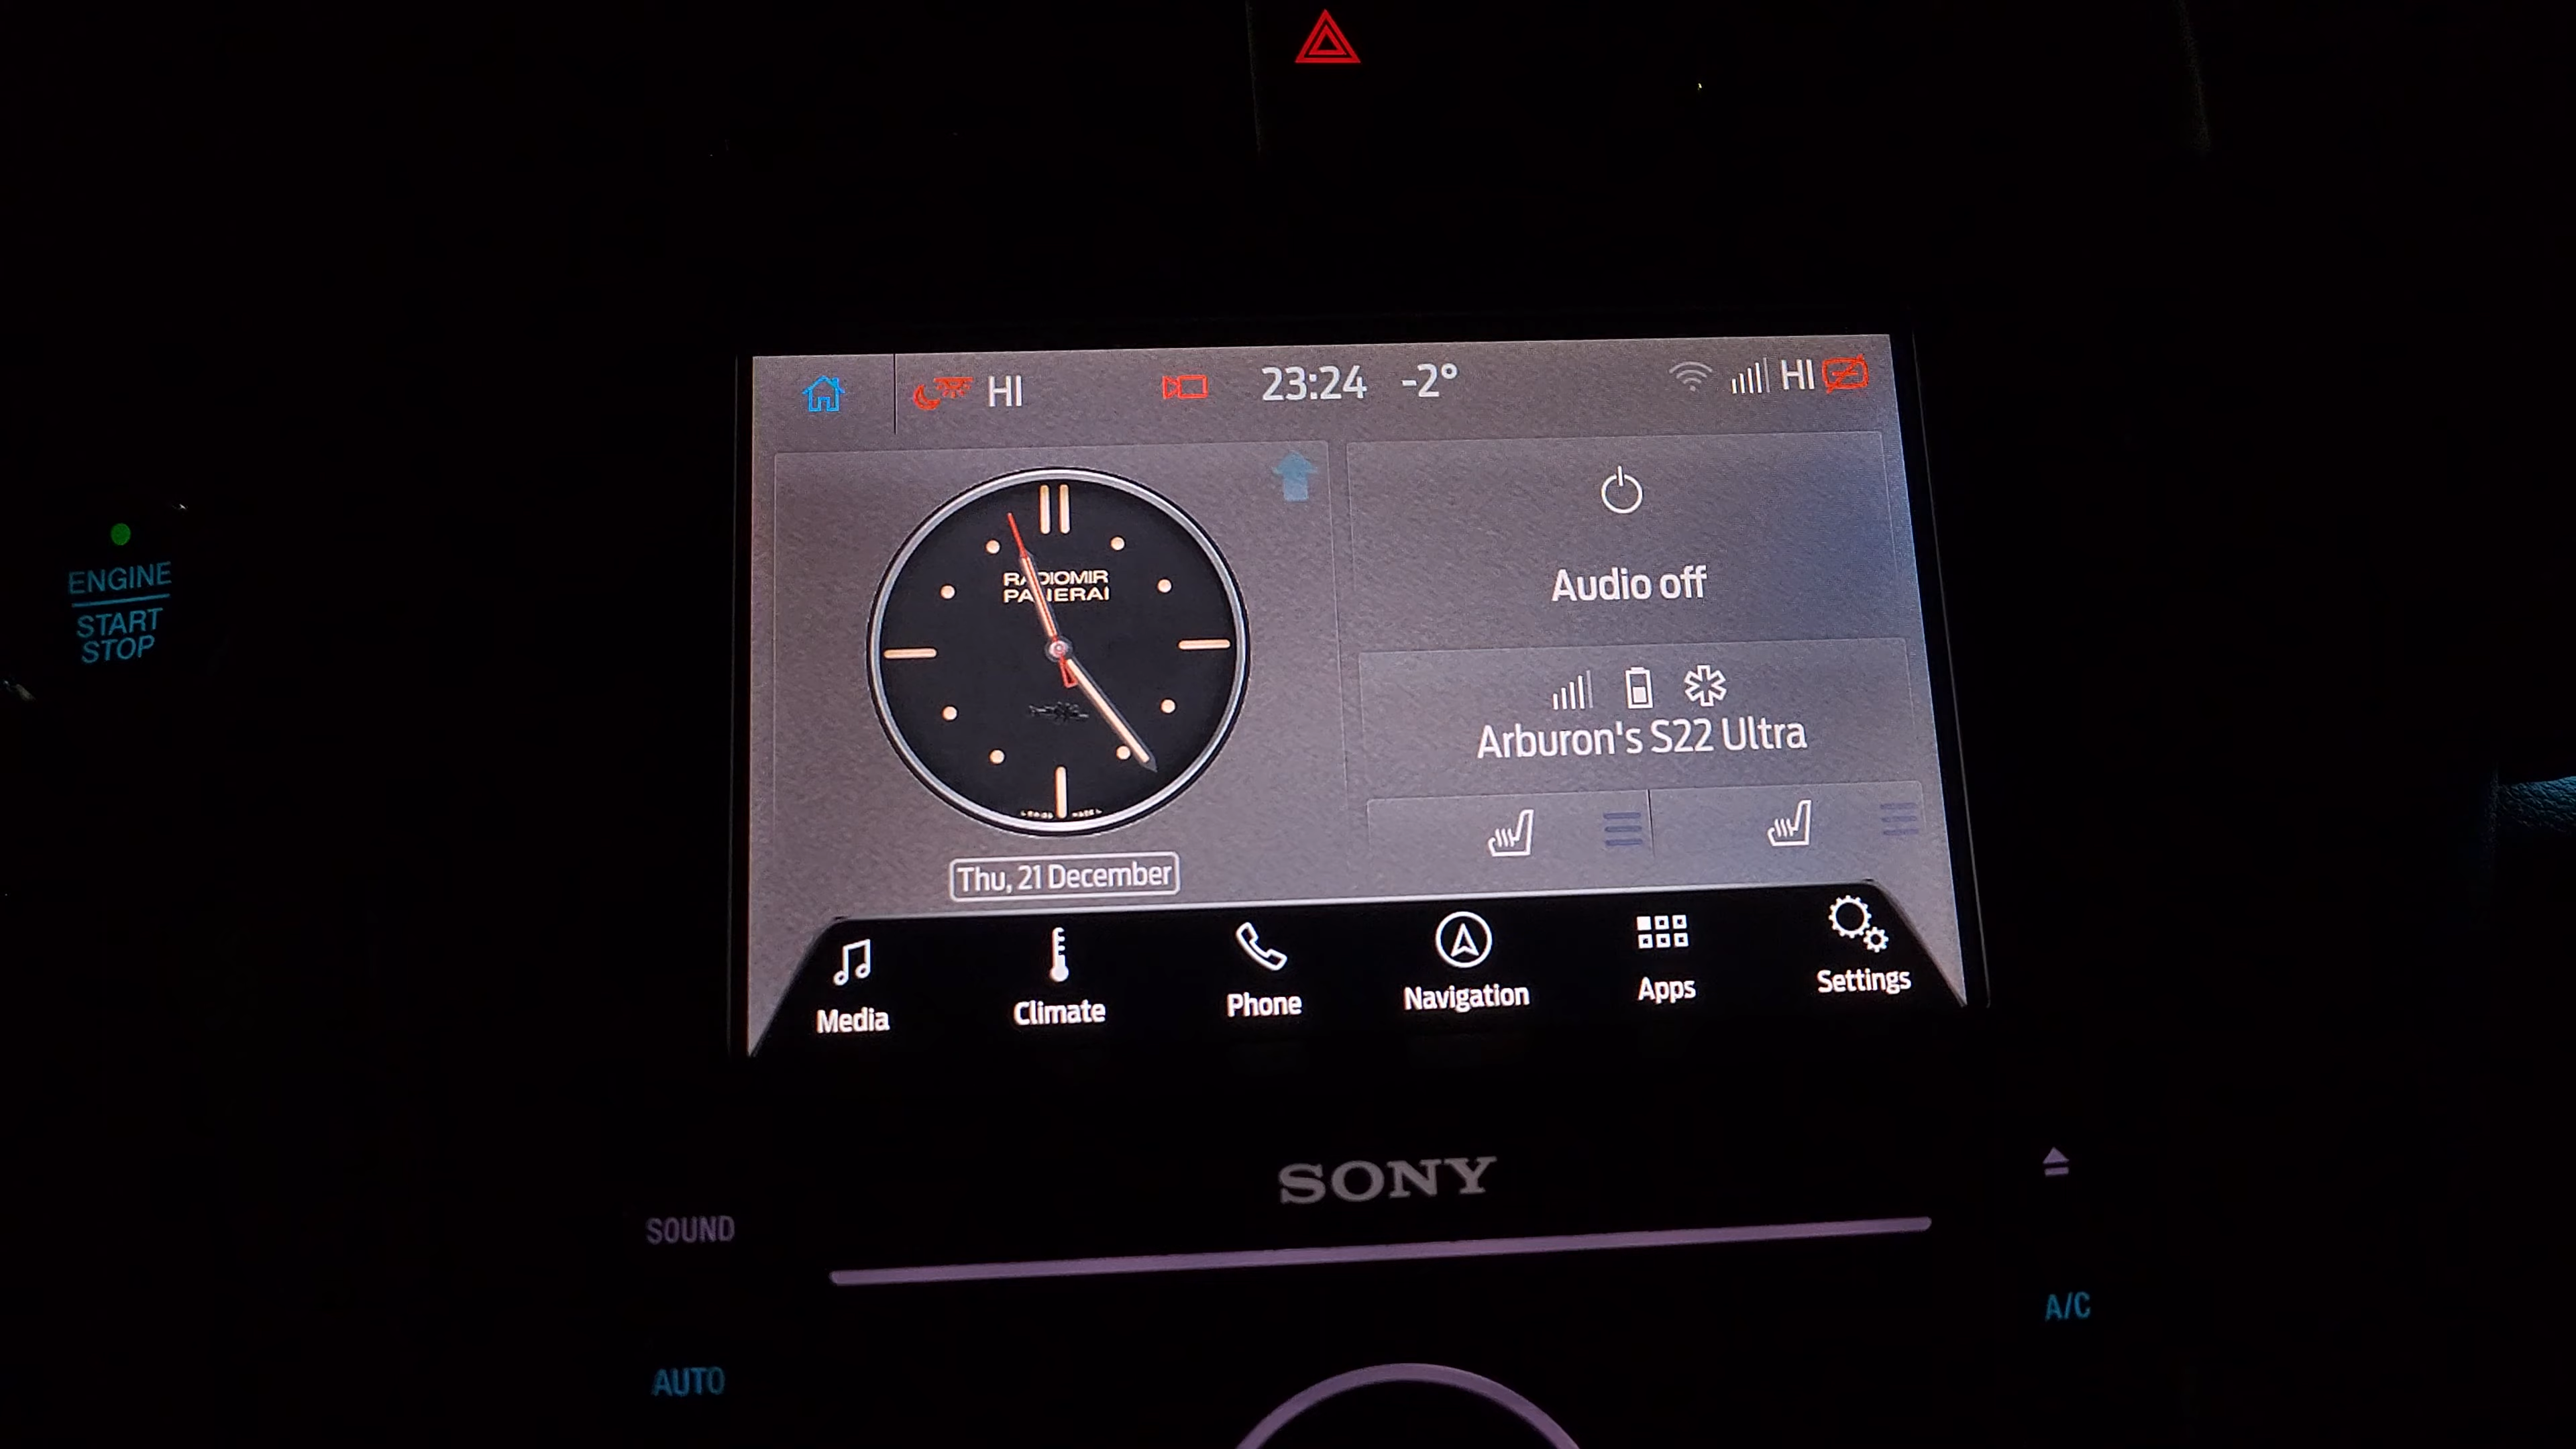 HI
23:24
-2°
HI
RADIOMIR
PANERAI
Audio off
Arburon's S22 Ultra
Thu, 21 December
Media
Climate
Phone
Navigation
Apps
Settings
ENGINE
START
STOP
SONY
SOUND
AUTO
A/C